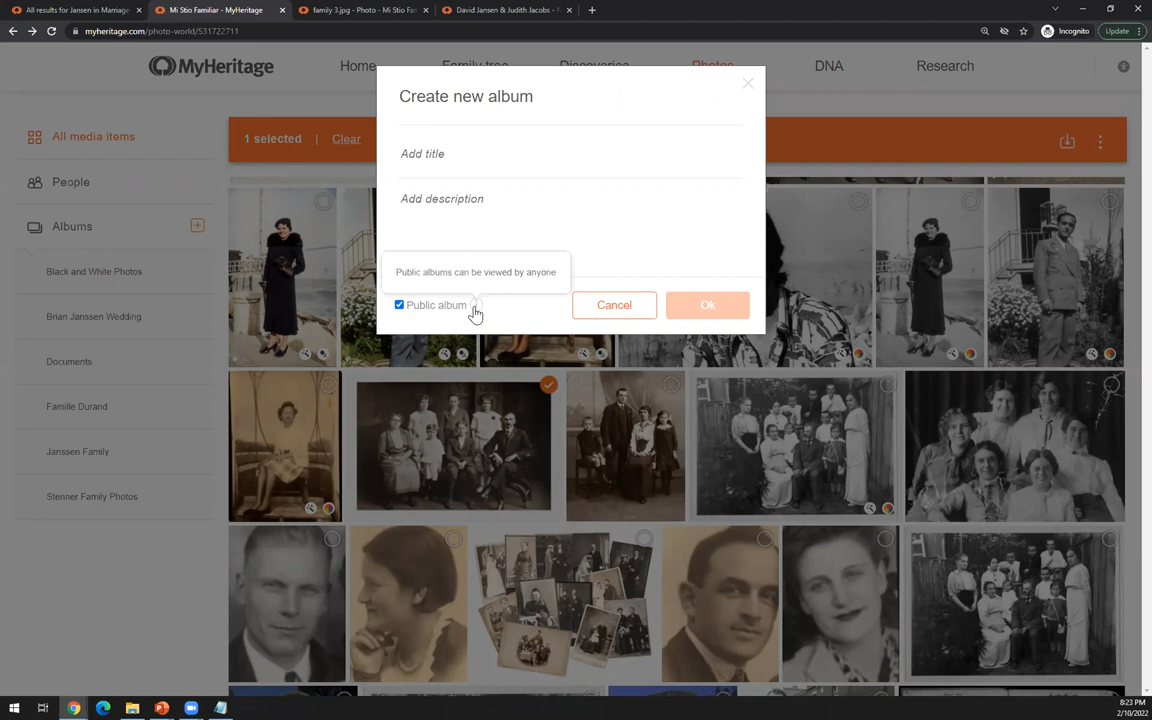 All results for Jansen in Marriage
Mi Stio Familiar - MyHeritage
family 3.jpg - Photo - Mi Stio Fa
David Jansen & Judith Jacobs - M
myheritage.com/photo-world/531722711
Incognito
Update
MyHeritage
Home
Family tree
Discoveries
Photos
DNA
Research
Create new album
All media items
1 selected | Clear
Add title
People
Add description
Albums
Black and White Photos
Public albums can be viewed by anyone
Public album
Cancel
Ok
Brian Janssen Wedding
Documents
Famille Durand
Janssen Family
Stenner Family Photos
8:23 PM
2/10/2022